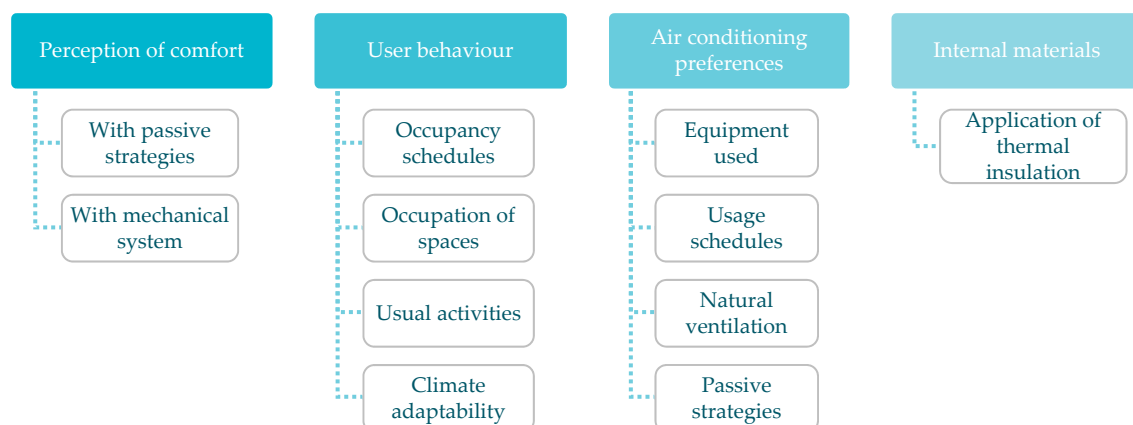 Perception of comfort
With passive
strategies
With mechanical
system
User behaviour
Occupancy
schedules
Occupation of
spaces
Usual activities
Climate
adaptability
Air conditioning
preferences
Equipment
used
Usage
schedules
Natural
ventilation
Passive
strategies
Internal materials
Application of
thermal
insulation